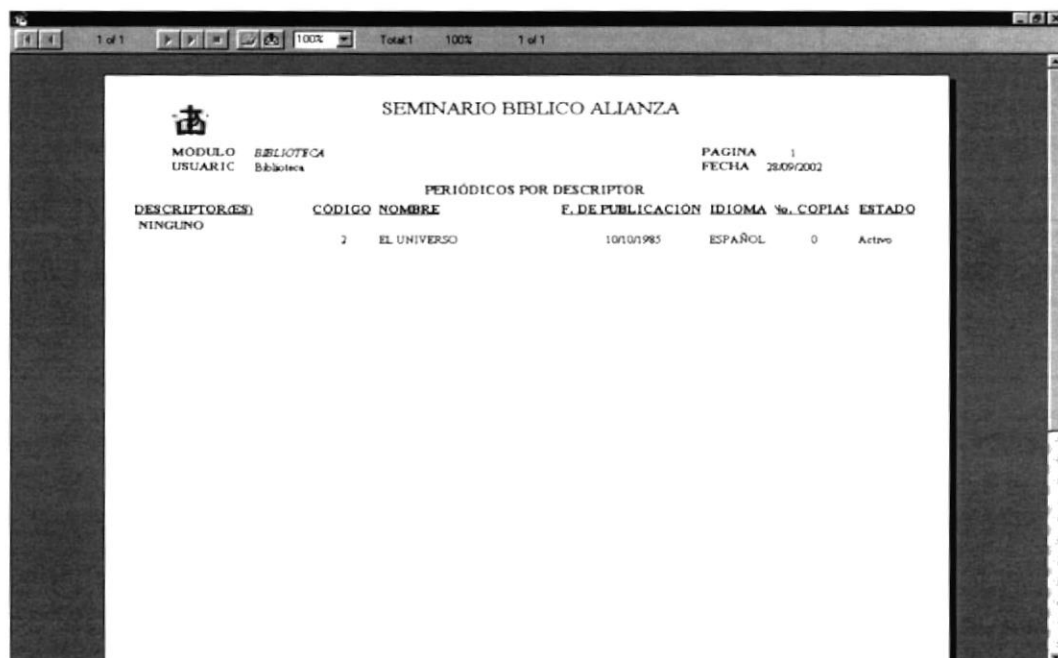 1 of 1 100% Total:1 100% 1 of 1
SEMINARIO BIBLICO ALIANZA
MODULO BIBLIOTECA PAGINA 1
USUARIC Biblioteca FECHA 28/09/2002
PERIÓDICOS POR DESCRIPTOR
DESCRIPTOR(ES) CÓDIGO NOMBRE F. DE PUBLICACION IDIOMA No. COPIAS ESTADO
NINGUNO
2 EL UNIVERSO 10/10/1985 ESPAÑOL 0 Activo